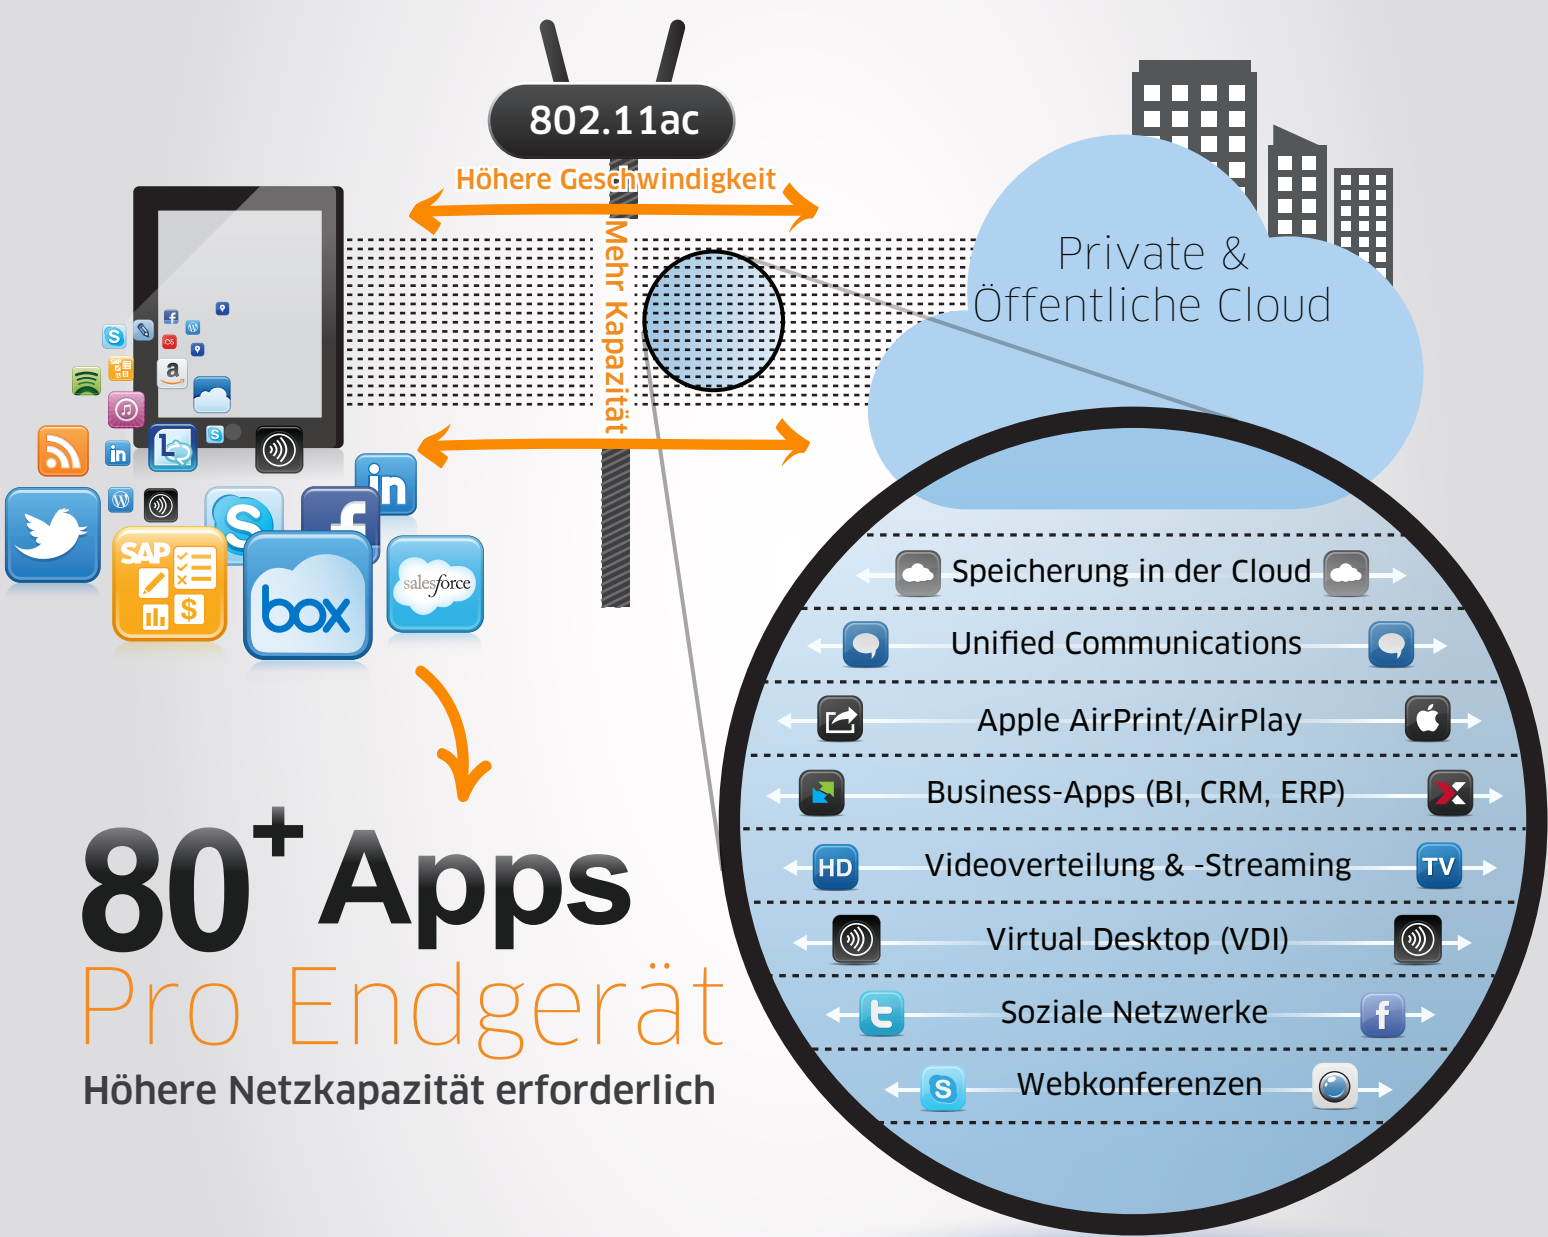 802.11ac
Höhere Geschwindigkeit
Mehr Kapazität
Private &
Öffentliche Cloud
SAP
$
box
salesforce
in
f
S
in
a
L
S
S
f
W
W
80+ Apps
Pro Endgerät
Höhere Netzkapazität erforderlich
Speicherung in der Cloud
Unified Communications
Apple AirPrint/AirPlay
Business-Apps (BI, CRM, ERP)
HD
Videoverteilung & -Streaming
TV
Virtual Desktop (VDI)
t
Soziale Netzwerke
f
S
Webkonferenzen